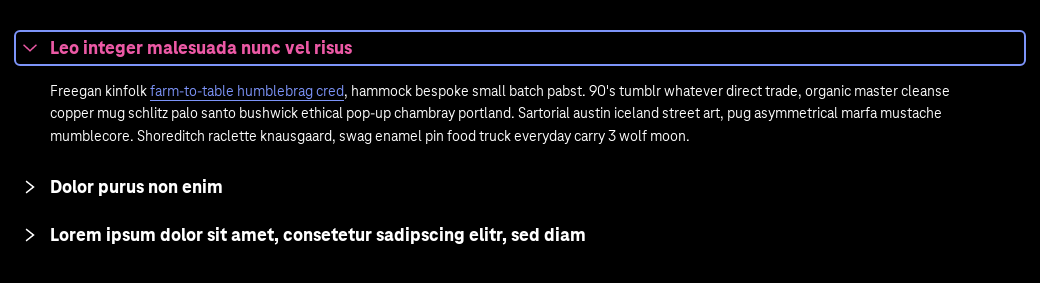 Leo integer malesuada nunc vel risus
Freegan kinfolk farm-to-table humblebrag cred, hammock bespoke small batch pabst. 90's tumblr whatever direct trade, organic master cleanse
copper mug schlitz palo santo bushwick ethical pop-up chambray portland. Sartorial austin iceland street art, pug asymmetrical marfa mustache
mumblecore. Shoreditch raclette knausgaard, swag enamel pin food truck everyday carry 3 wolf moon.
Dolor purus non enim
Lorem ipsum dolor sit amet, consetetur sadipscing elitr, sed diam